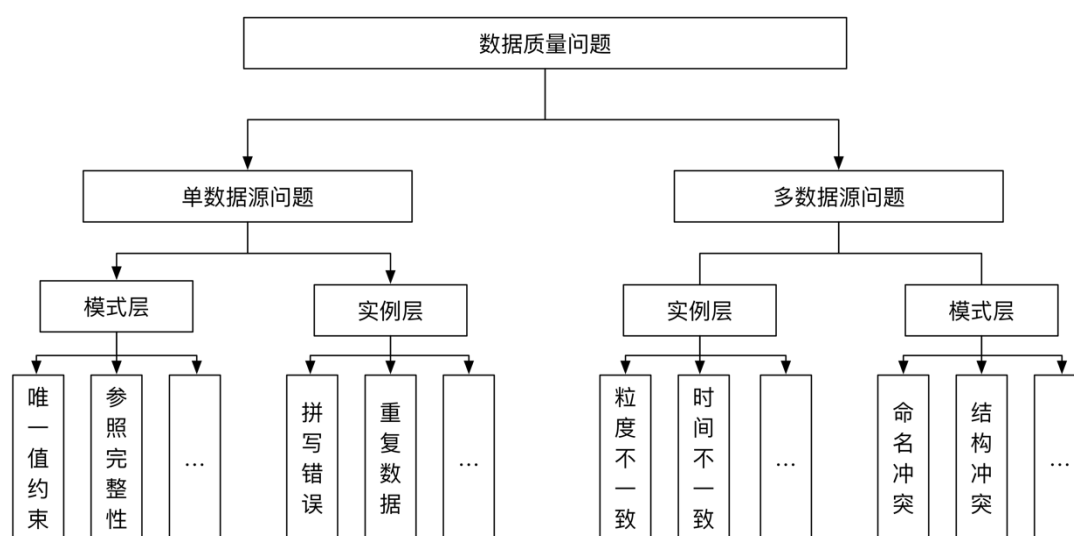 数据质量问题
单数据源问题
多数据源问题
模式层
实例层
实例层
模式层
唯一值约束
参照完整性
…
拼写错误
重复数据
…
粒度不一致
时间不一致
…
命名冲突
结构冲突
…